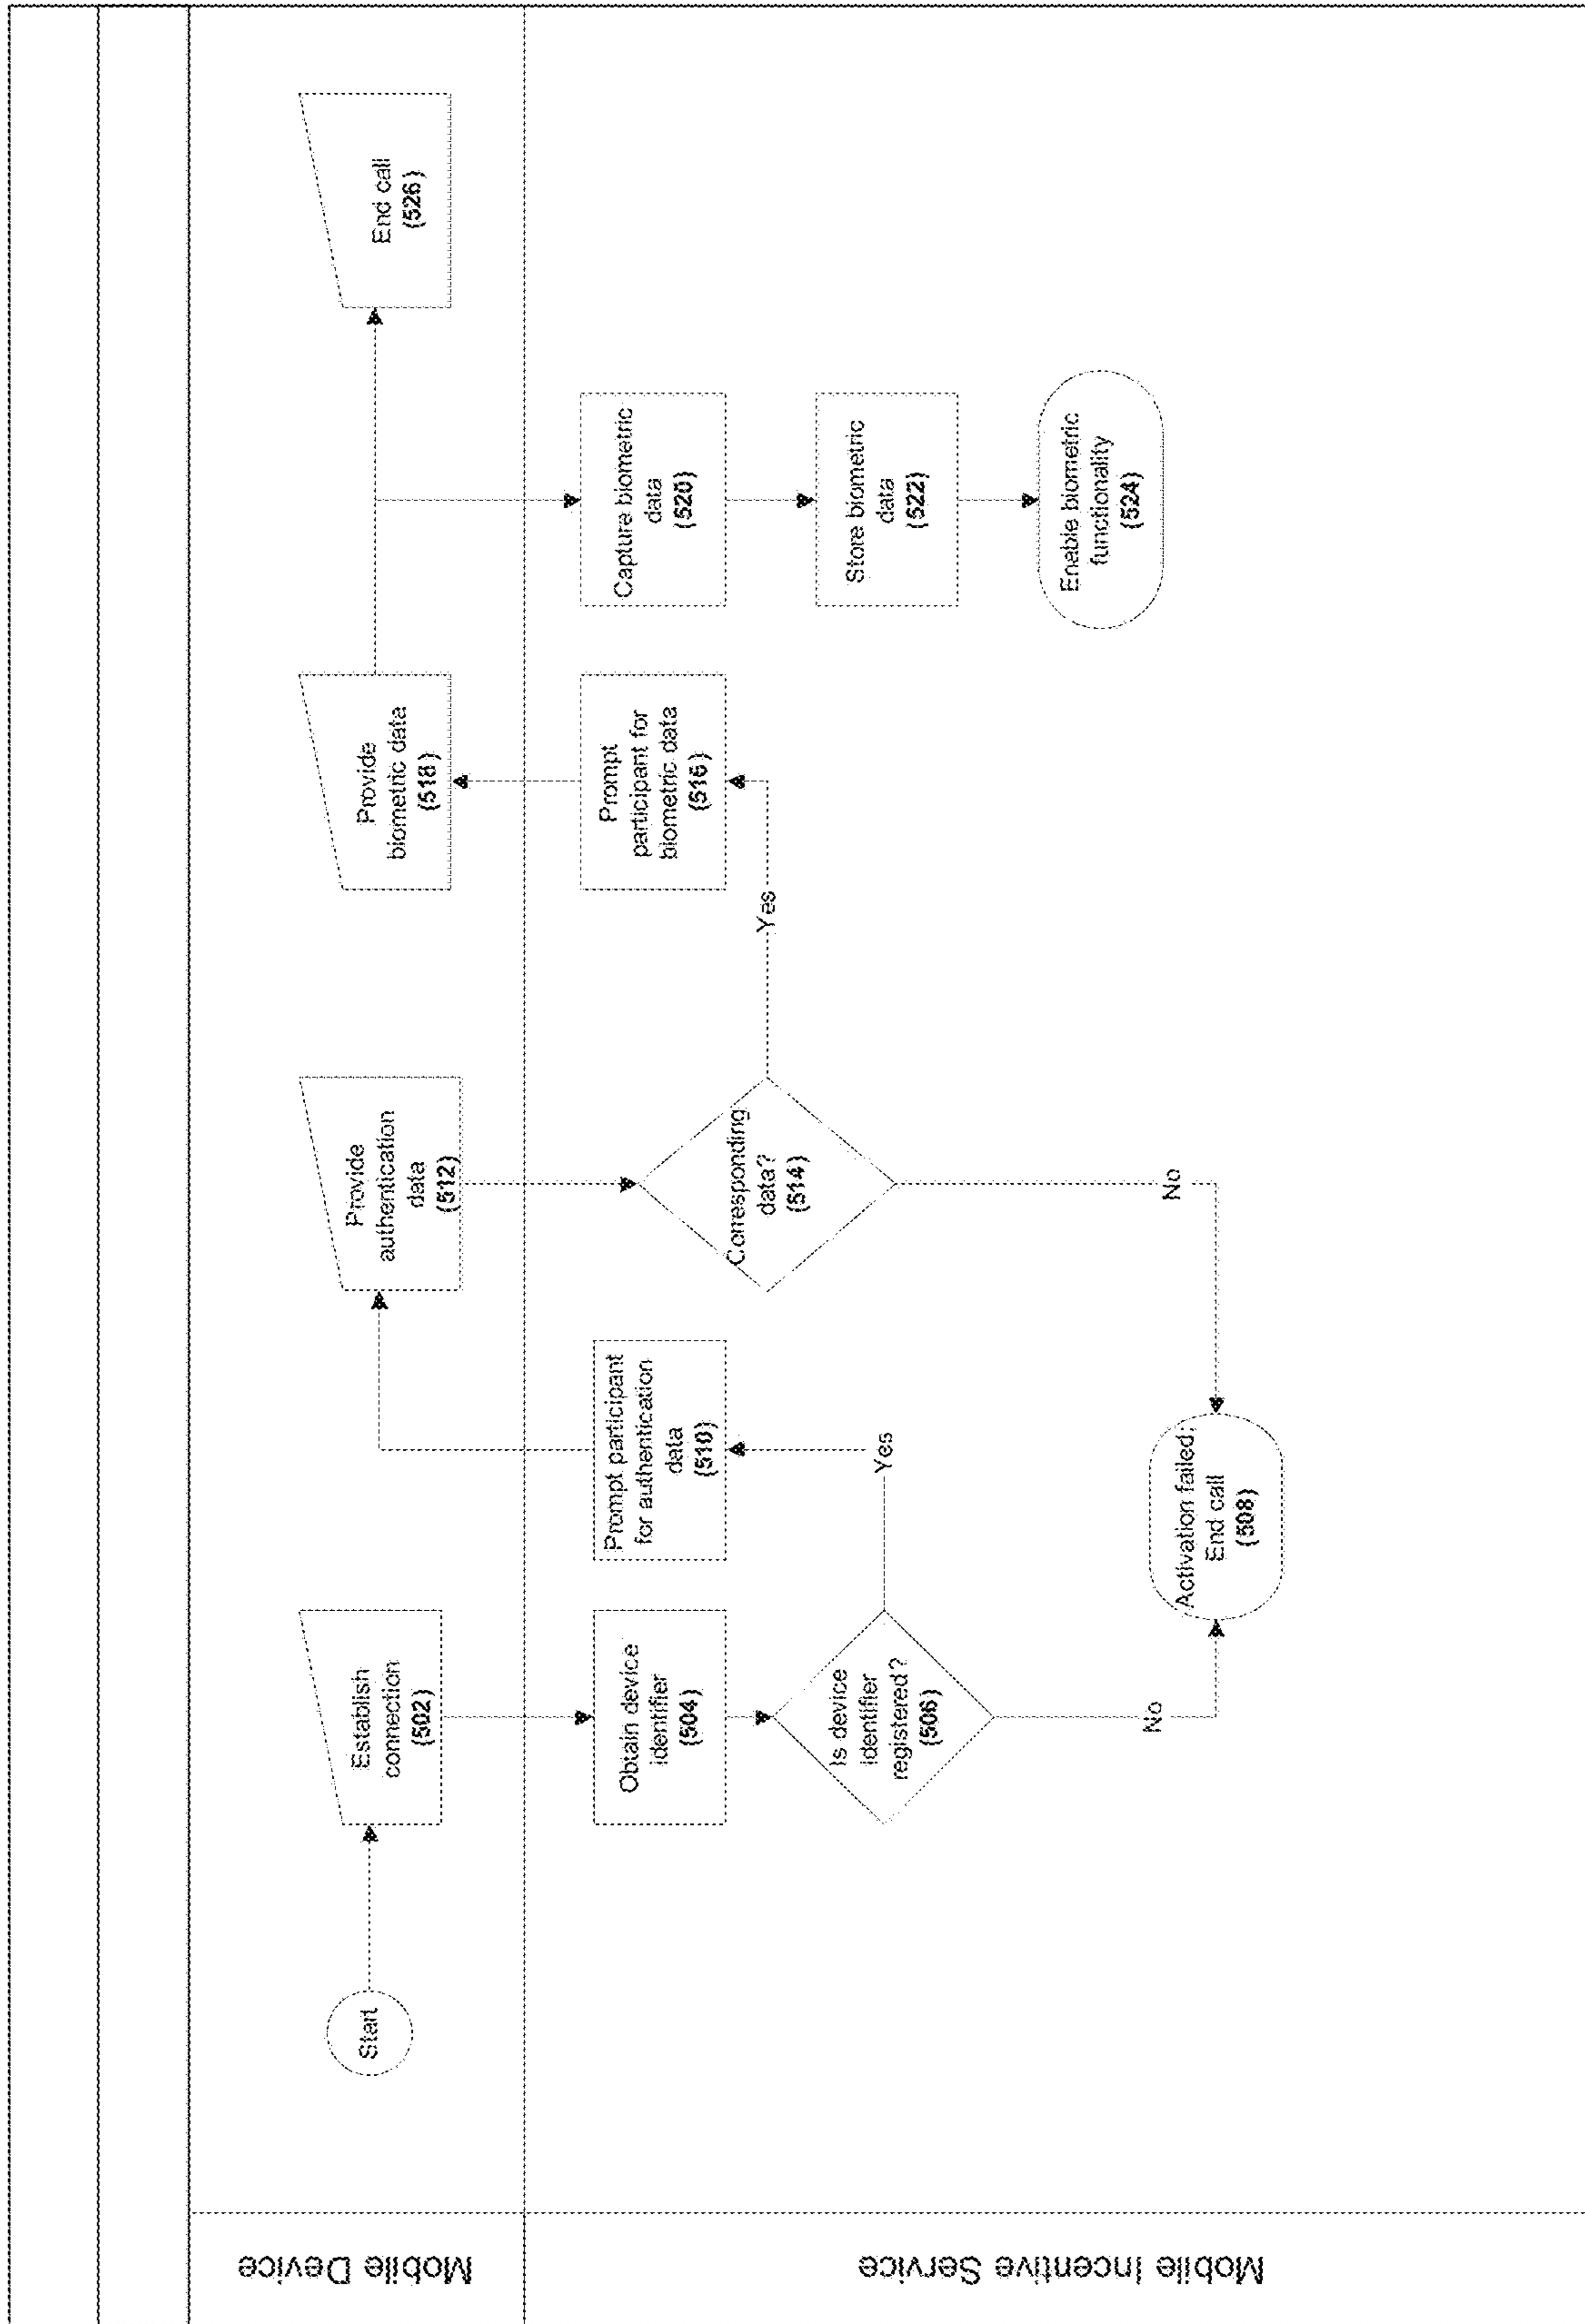 Mobile Device
Start
Establish
connection
(502)
Provide
authentication
data
(512)
Provide
biometric data
(518)
End call
(526)
Mobile Incentive Service
Obtain device
identifier
(504)
Is device
identifier
registered?
(506)
Yes
No
Prompt participant
for authentication
data
(510)
Activation failed;
End call
(508)
Corresponding
data?
(514)
Yes
No
Prompt
participant for
biometric data
(516)
Capture biometric
data
(520)
Store biometric
data
(522)
Enable biometric
functionality
(524)